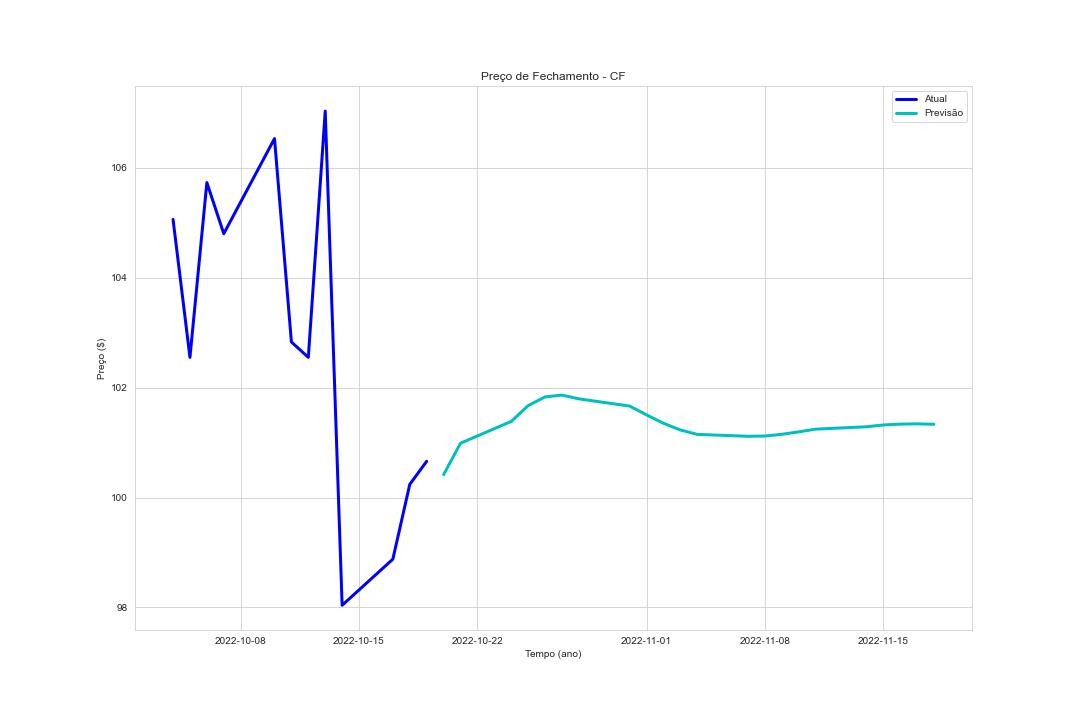 Preço de Fechamento - CF
Atual
Previsão
106
104
102
100
98
Preço ($)
2022-10-08
2022-10-15
2022-10-22
2022-11-01
2022-11-08
2022-11-15
Tempo (ano)